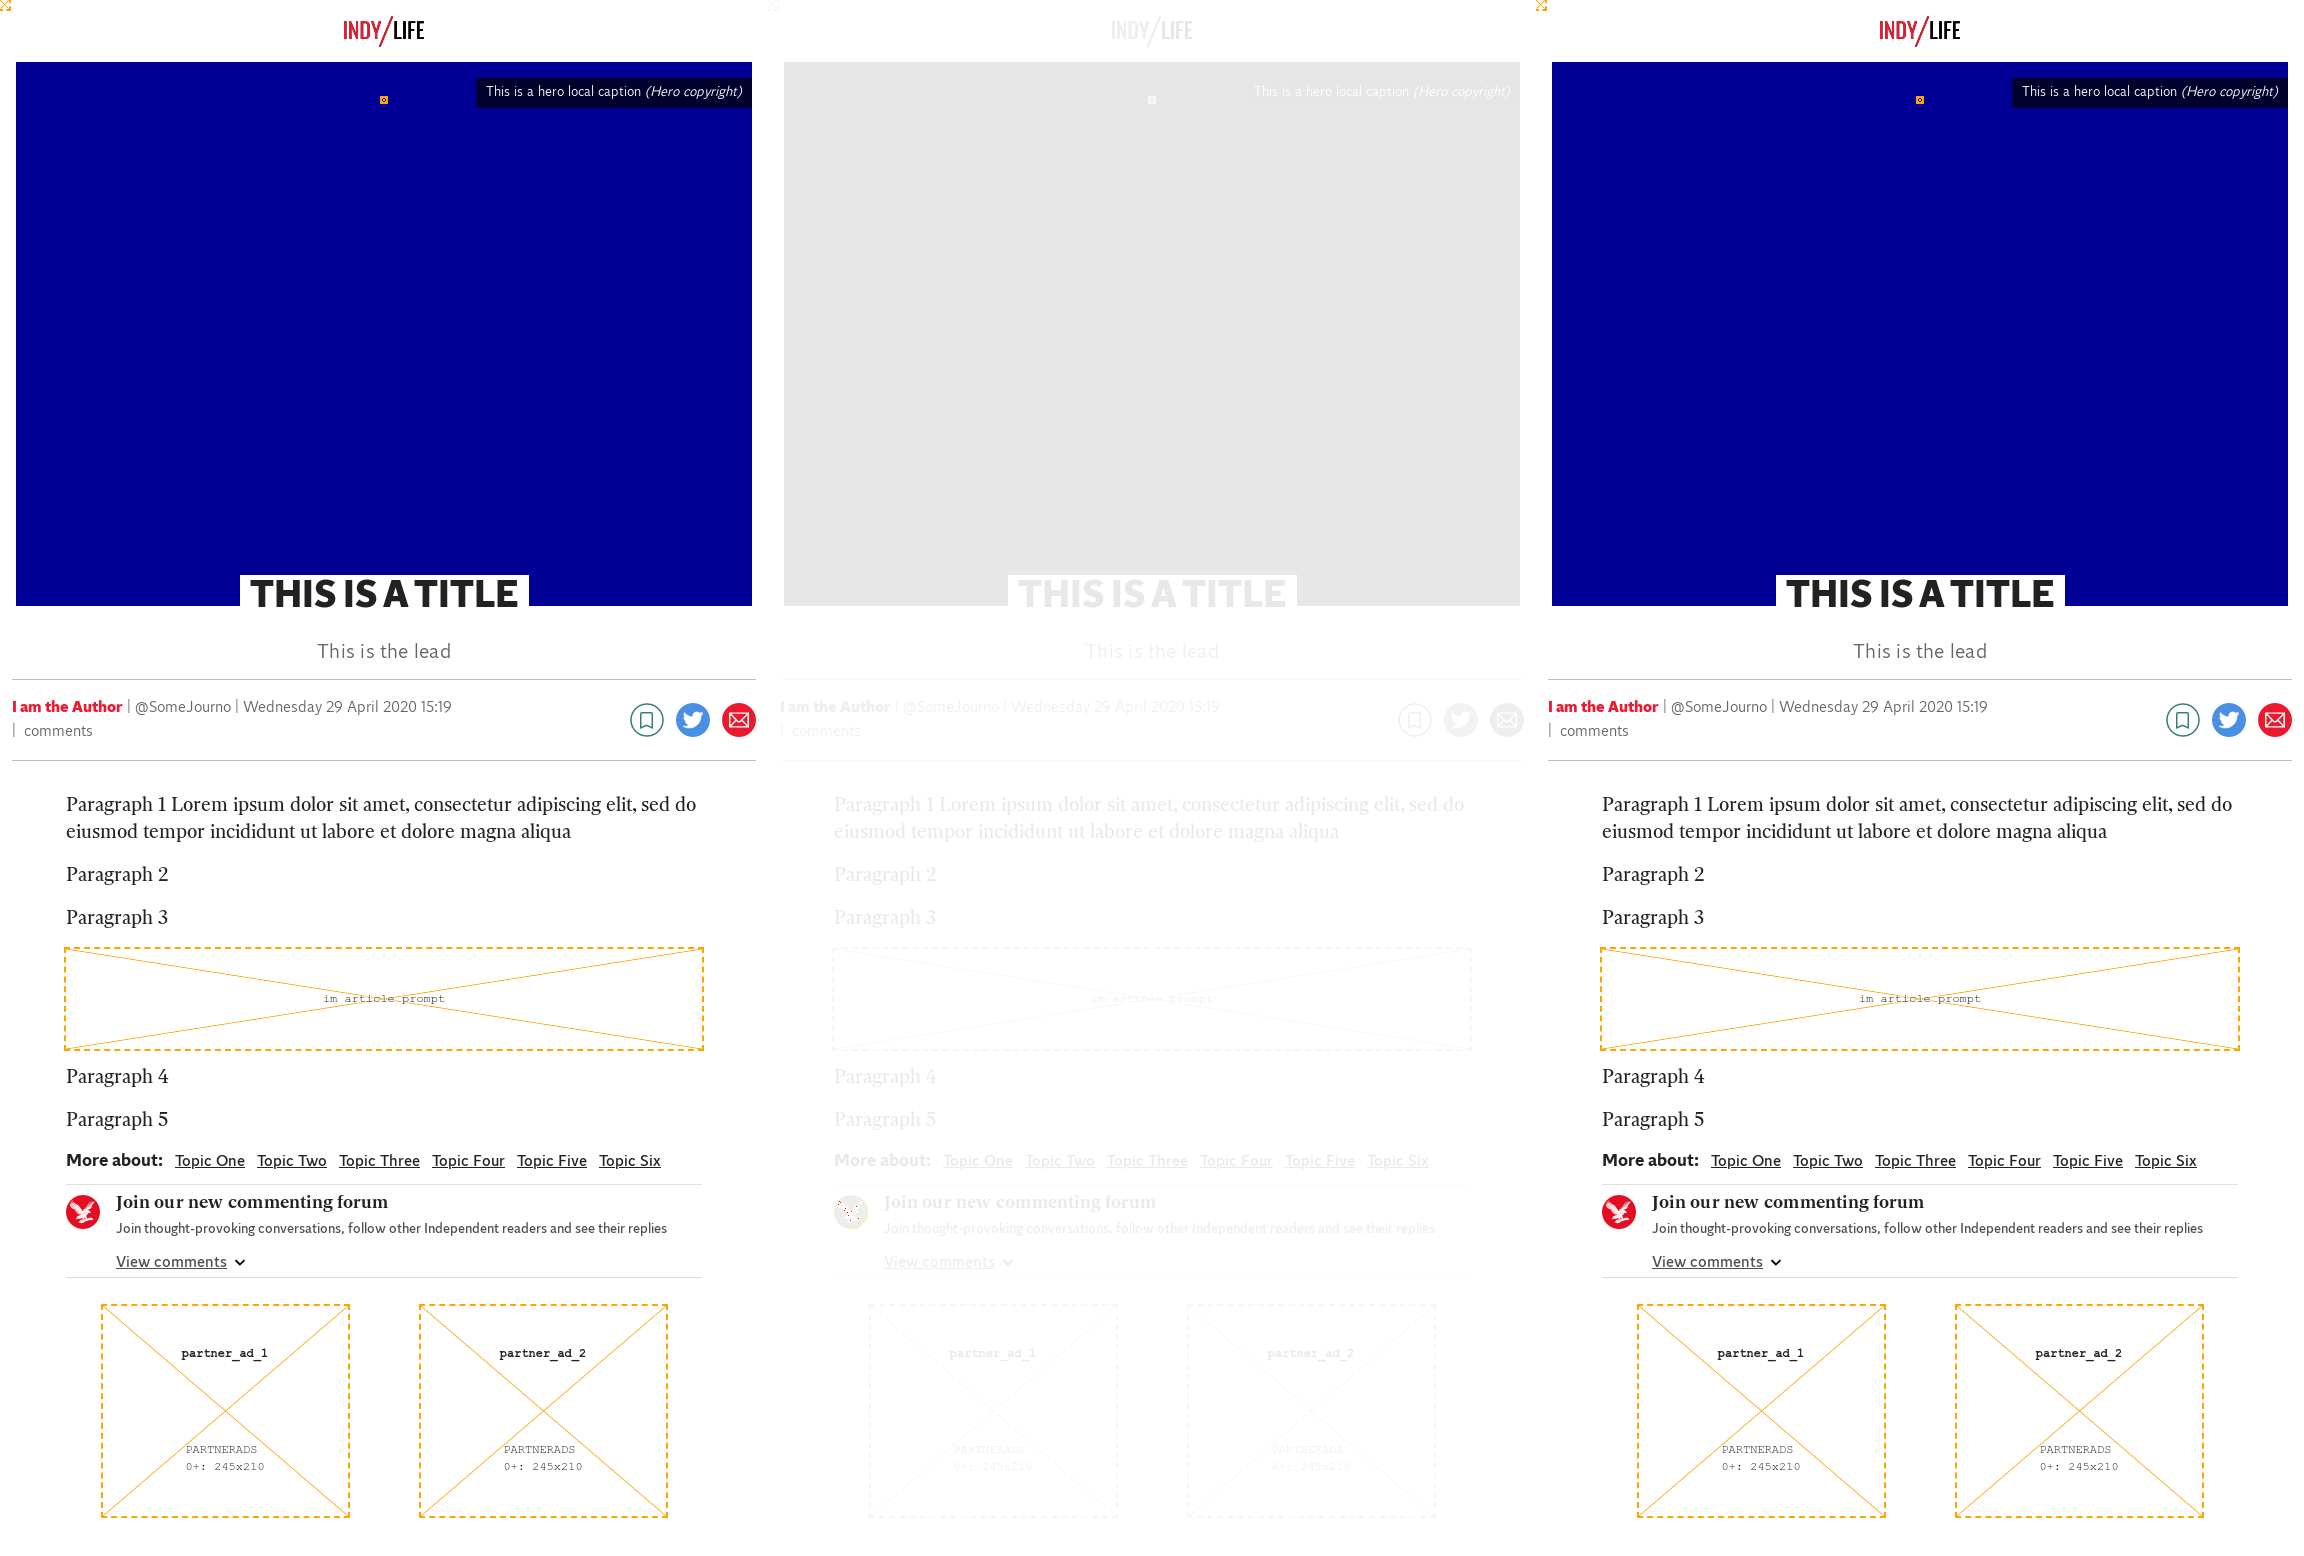 INDY/LIFE
This is a hero local caption (Hero copyright)
THIS IS A TITLE
This is the lead
I am the Author | @SomeJourno | Wednesday 29 April 2020 15:19
| comments
Paragraph 1 Lorem ipsum dolor sit amet, consectetur adipiscing elit, sed do
eiusmod tempor incididunt ut labore et dolore magna aliqua
Paragraph 2
Paragraph 3
im article prompt
Paragraph 4
Paragraph 5
More about: Topic One Topic Two Topic Three Topic Four Topic Five Topic Six
Join our new commenting forum
Join thought-provoking conversations, follow other Independent readers and see their replies
View comments
partner_ad_1
PARTNERADS
0+: 245x210
partner_ad_2
PARTNERADS
0+: 245x210
INDY/LIFE
This is a hero local caption (Hero copyright)
THIS IS A TITLE
This is the lead
I am the Author | @SomeJourno | Wednesday 29 April 2020 15:19
| comments
Paragraph 1 Lorem ipsum dolor sit amet, consectetur adipiscing elit, sed do
eiusmod tempor incididunt ut labore et dolore magna aliqua
Paragraph 2
Paragraph 3
im article prompt
Paragraph 4
Paragraph 5
More about: Topic One Topic Two Topic Three Topic Four Topic Five Topic Six
Join our new commenting forum
Join thought-provoking conversations, follow other Independent readers and see their replies
View comments
partner_ad_1
PARTNERADS
0+: 245x210
partner_ad_2
PARTNERADS
0+: 245x210
INDY/LIFE
This is a hero local caption (Hero copyright)
THIS IS A TITLE
This is the lead
I am the Author | @SomeJourno | Wednesday 29 April 2020 15:19
| comments
Paragraph 1 Lorem ipsum dolor sit amet, consectetur adipiscing elit, sed do
eiusmod tempor incididunt ut labore et dolore magna aliqua
Paragraph 2
Paragraph 3
im article prompt
Paragraph 4
Paragraph 5
More about: Topic One Topic Two Topic Three Topic Four Topic Five Topic Six
Join our new commenting forum
Join thought-provoking conversations, follow other Independent readers and see their replies
View comments
partner_ad_1
PARTNERADS
0+: 245x210
partner_ad_2
PARTNERADS
0+: 245x210